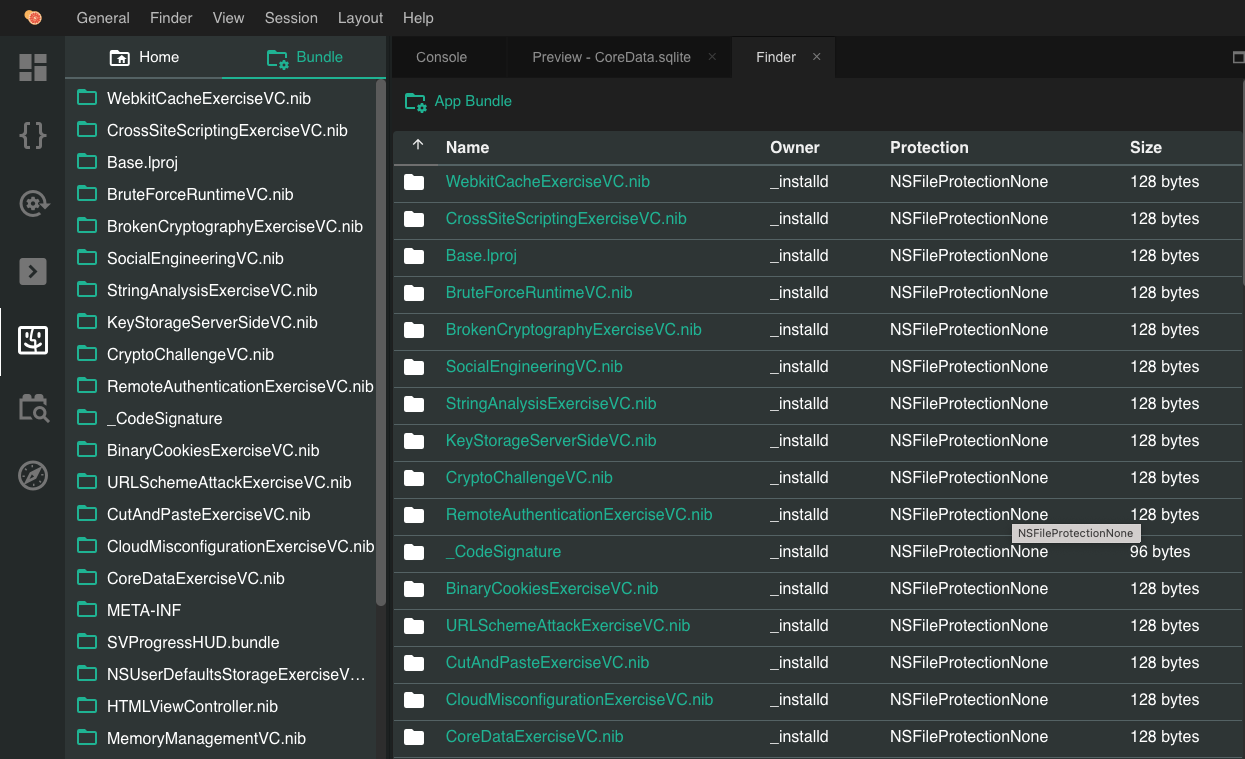 General Finder View Session Layout Help
Home Bundle
WebkitCacheExerciseVC.nib
CrossSiteScriptingExerciseVC.nib
Base.lproj
BruteForceRuntimeVC.nib
BrokenCryptographyExerciseVC.nib
SocialEngineeringVC.nib
StringAnalysisExerciseVC.nib
KeyStorageServerSideVC.nib
CryptoChallengeVC.nib
RemoteAuthenticationExerciseVC.nib
_CodeSignature
BinaryCookiesExerciseVC.nib
URLSchemeAttackExerciseVC.nib
CutAndPasteExerciseVC.nib
CloudMisconfigurationExerciseVC.nib
CoreDataExerciseVC.nib
META-INF
SVProgressHUD.bundle
NSUserDefaultsStorageExerciseV…
HTMLViewController.nib
MemoryManagementVC.nib
Console Preview - CoreData.sqlite × Finder ×
App Bundle
↑ Name Owner Protection Size
WebkitCacheExerciseVC.nib _installd NSFileProtectionNone 128 bytes
CrossSiteScriptingExerciseVC.nib _installd NSFileProtectionNone 128 bytes
Base.lproj _installd NSFileProtectionNone 128 bytes
BruteForceRuntimeVC.nib _installd NSFileProtectionNone 128 bytes
BrokenCryptographyExerciseVC.nib _installd NSFileProtectionNone 128 bytes
SocialEngineeringVC.nib _installd NSFileProtectionNone 128 bytes
StringAnalysisExerciseVC.nib _installd NSFileProtectionNone 128 bytes
KeyStorageServerSideVC.nib _installd NSFileProtectionNone 128 bytes
CryptoChallengeVC.nib _installd NSFileProtectionNone 128 bytes
RemoteAuthenticationExerciseVC.nib _installd NSFileProtectionNone 128 bytes
NSFileProtectionNone
_CodeSignature _installd NSFileProtectionNone 96 bytes
BinaryCookiesExerciseVC.nib _installd NSFileProtectionNone 128 bytes
URLSchemeAttackExerciseVC.nib _installd NSFileProtectionNone 128 bytes
CutAndPasteExerciseVC.nib _installd NSFileProtectionNone 128 bytes
CloudMisconfigurationExerciseVC.nib _installd NSFileProtectionNone 128 bytes
CoreDataExerciseVC.nib _installd NSFileProtectionNone 128 bytes